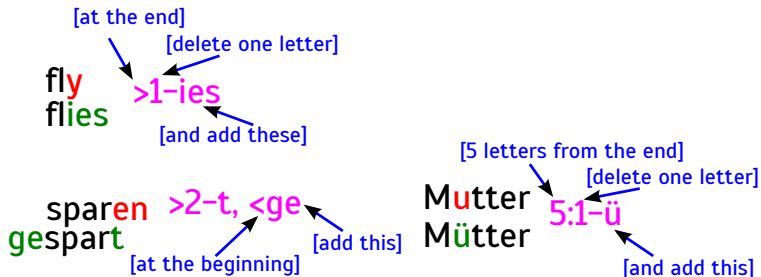 [at the end]
[delete one letter]
fly
flies
>1-ies
[and add these]
sparen
gespart
>2-t, <ge
[at the beginning]
[add this]
[5 letters from the end]
[delete one letter]
Mutter
Mütter
5:1-ü
[and add this]